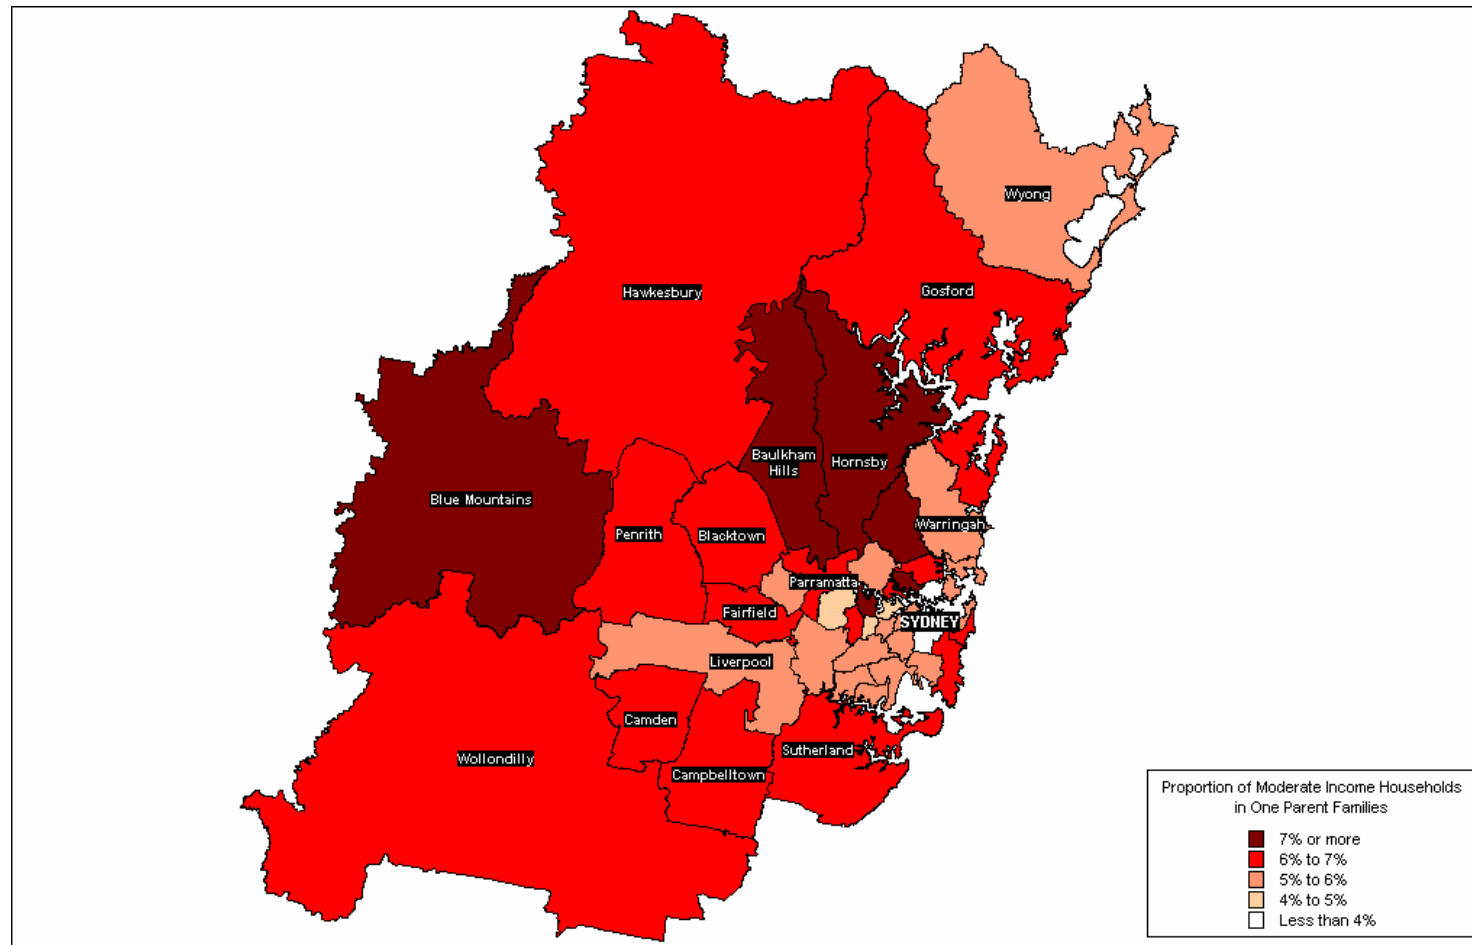 Wyong
Hawkesbury
Gosford
Baulkham
Hills
Hornsby
Blue Mountains
Warringah
Penrith
Blacktown
Parramatta
Fairfield
SYDNEY
Liverpool
Camden
Sutherland
Wollondilly
Campbelltown
Proportion of Moderate Income Households
in One Parent Families
7% or more
6% to 7%
5% to 6%
4% to 5%
Less than 4%